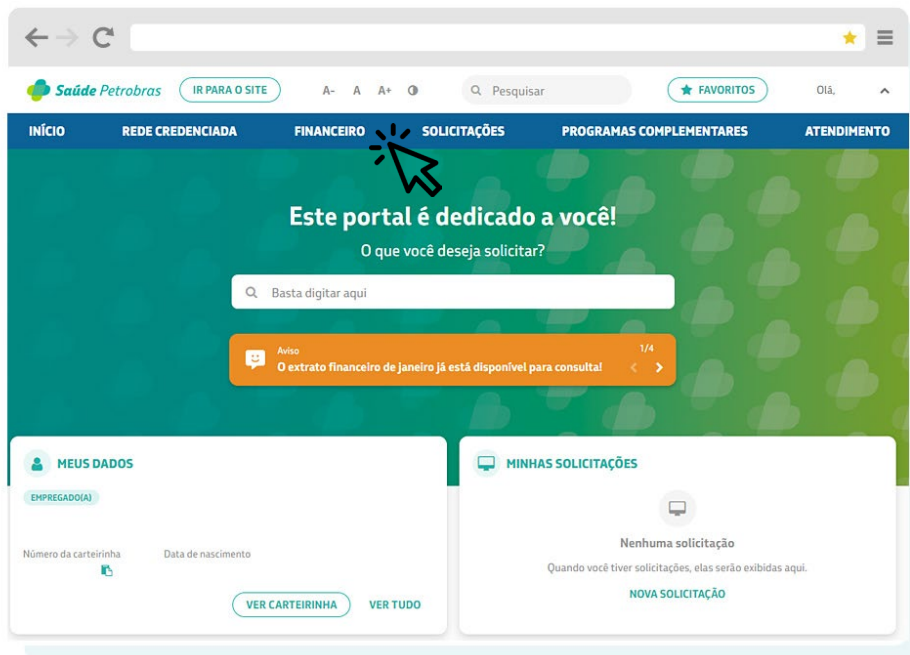 Saúde Petrobras IR PARA O SITE A- A A+ Pesquisar FAVORITOS Olá,
INÍCIO REDE CREDENCIADA FINANCEIRO SOLICITAÇÕES PROGRAMAS COMPLEMENTARES ATENDIMENTO
Este portal é dedicado a você!
O que você deseja solicitar?
Basta digitar aqui
Aviso 1/4
O extrato financeiro de janeiro já está disponível para consulta!
MEUS DADOS
EMPREGADO(A)
Número da carteirinha Data de nascimento
VER CARTEIRINHA VER TUDO
MINHAS SOLICITAÇÕES
Nenhuma solicitação
Quando você tiver solicitações, elas serão exibidas aqui.
NOVA SOLICITAÇÃO